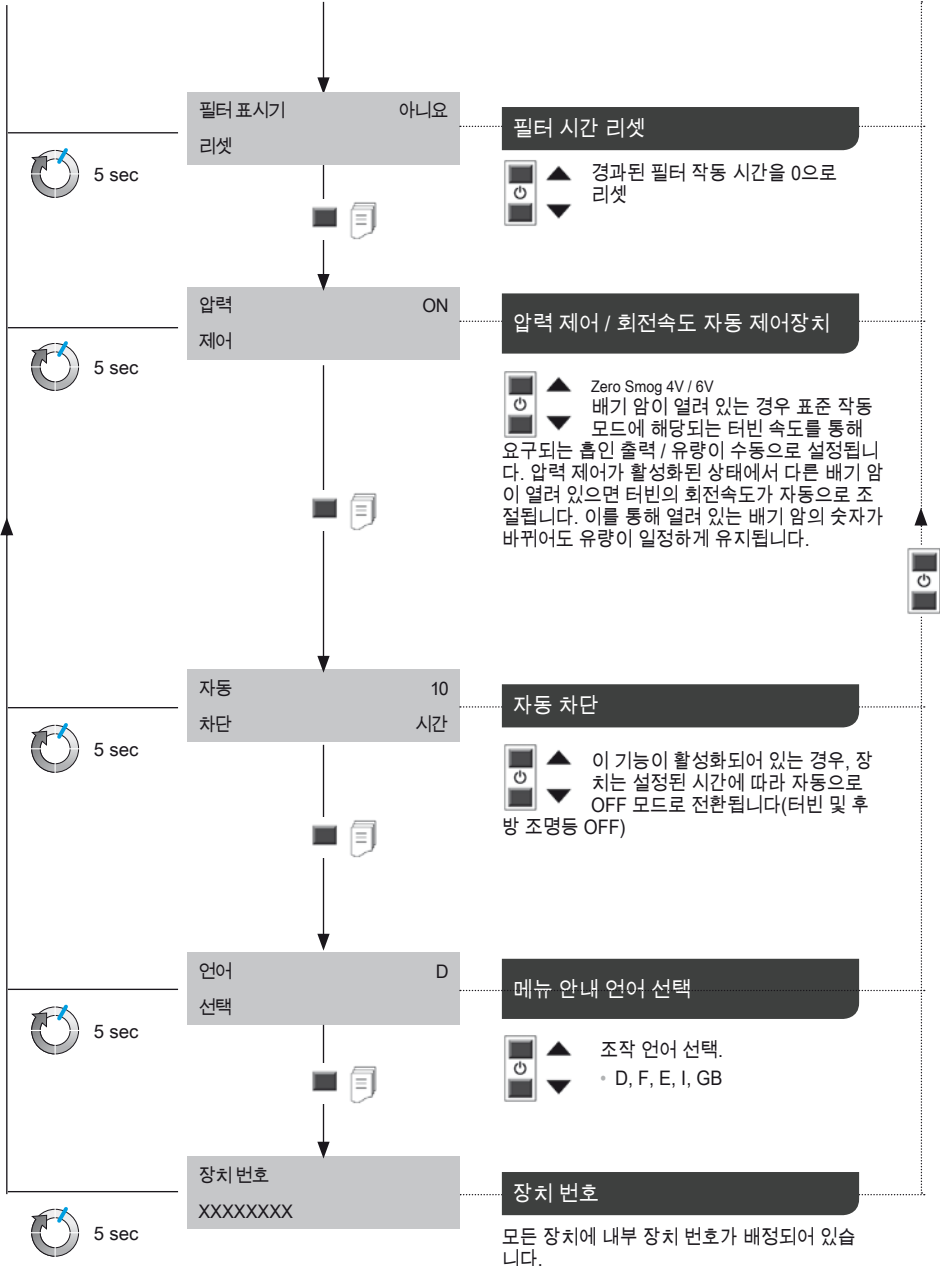 필터 표시기 아니요
리셋
필터 시간 리셋
5 sec
경과된 필터 작동 시간을 0으로
리셋
압력 ON
제어
압력 제어 / 회전속도 자동 제어장치
5 sec
Zero Smog 4V / 6V
배기 암이 열려 있는 경우 표준 작동
모드에 해당되는 터빈 속도를 통해
요구되는 흡인 출력 / 유량이 수동으로 설정됩니
다. 압력 제어가 활성화된 상태에서 다른 배기 암
이 열려 있으면 터빈의 회전속도가 자동으로 조
절됩니다. 이를 통해 열려 있는 배기 암의 숫자가
바뀌어도 유량이 일정하게 유지됩니다.
자동 10
차단 시간
자동 차단
5 sec
이 기능이 활성화되어 있는 경우, 장
치는 설정된 시간에 따라 자동으로
OFF 모드로 전환됩니다(터빈 및 후
방 조명등 OFF)
언어 D
선택
메뉴 안내 언어 선택
5 sec
조작 언어 선택.
• D, F, E, I, GB
장치 번호
XXXXXXXX
장치 번호
5 sec
모든 장치에 내부 장치 번호가 배정되어 있습
니다.